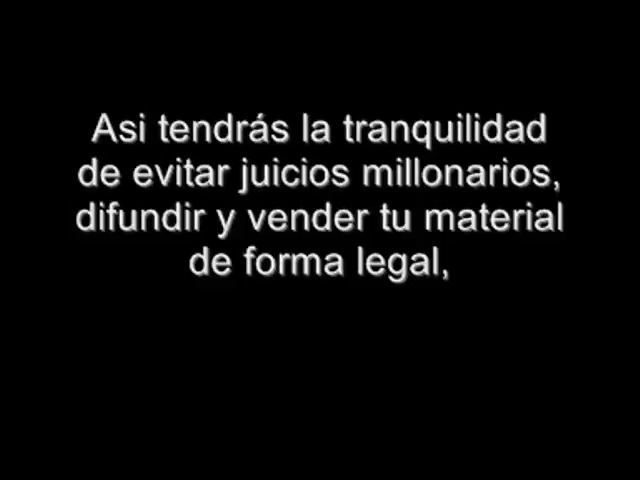 Asi tendrás la tranquilidad
de evitar juicios millonarios,
difundir y vender tu material
de forma legal,